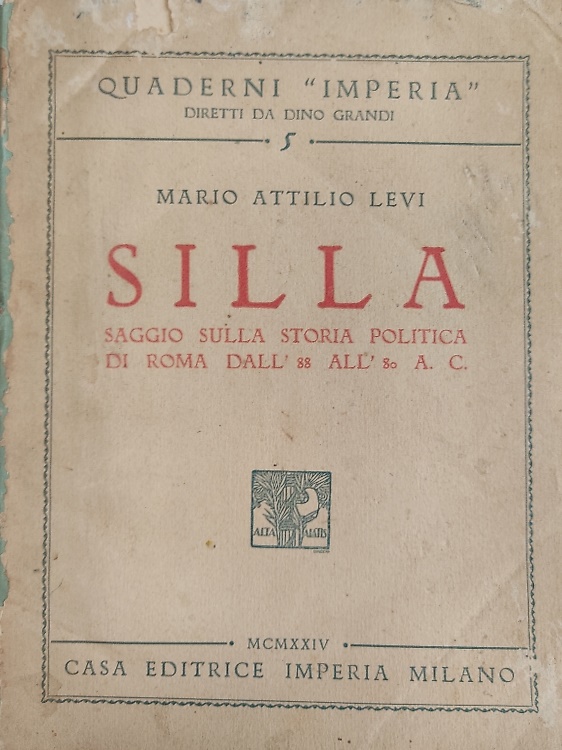 QUADERNI "IMPERIA"
DIRETTI DA DINO GRANDI
5
MARIO ATTILIO LEVI
SILLA
SAGGIO SULLA STORIA POLITICA
DI ROMA DALL' 88 ALL' 80 A. C.
ALTA
MCMXXIV
CASA EDITRICE IMPERIA MILANO